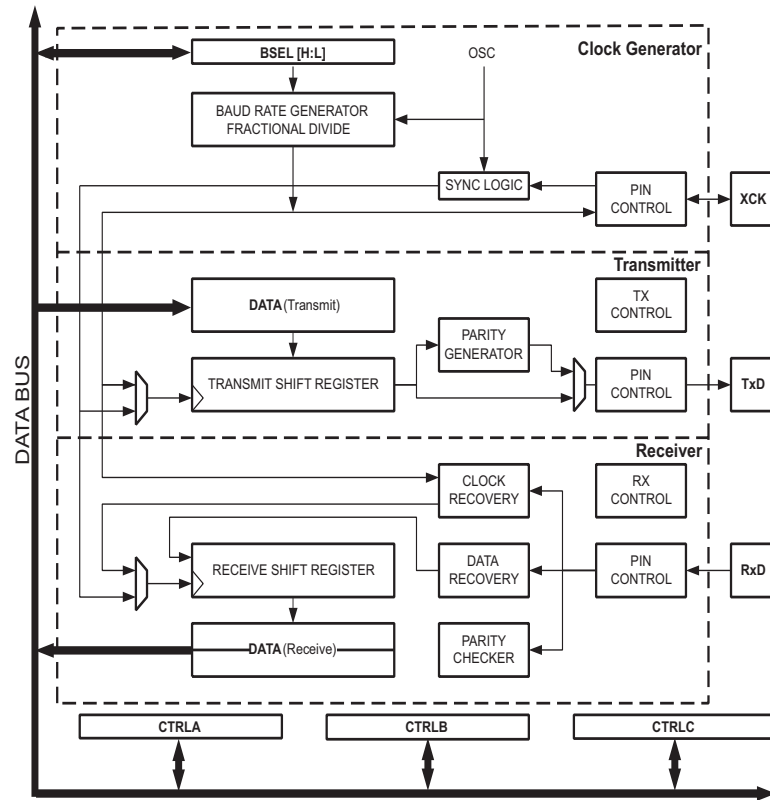 BSEL [H:L]
OSC
Clock Generator
BAUD RATE GENERATOR
FRACTIONAL DIVIDE
SYNC LOGIC
PIN
CONTROL
XCK
Transmitter
DATA (Transmit)
TX
CONTROL
PARITY
GENERATOR
TRANSMIT SHIFT REGISTER
PIN
CONTROL
TxD
DATA BUS
Receiver
CLOCK
RECOVERY
RX
CONTROL
RECEIVE SHIFT REGISTER
DATA
RECOVERY
PIN
CONTROL
RxD
DATA (Receive)
PARITY
CHECKER
CTRLA
CTRLB
CTRLC